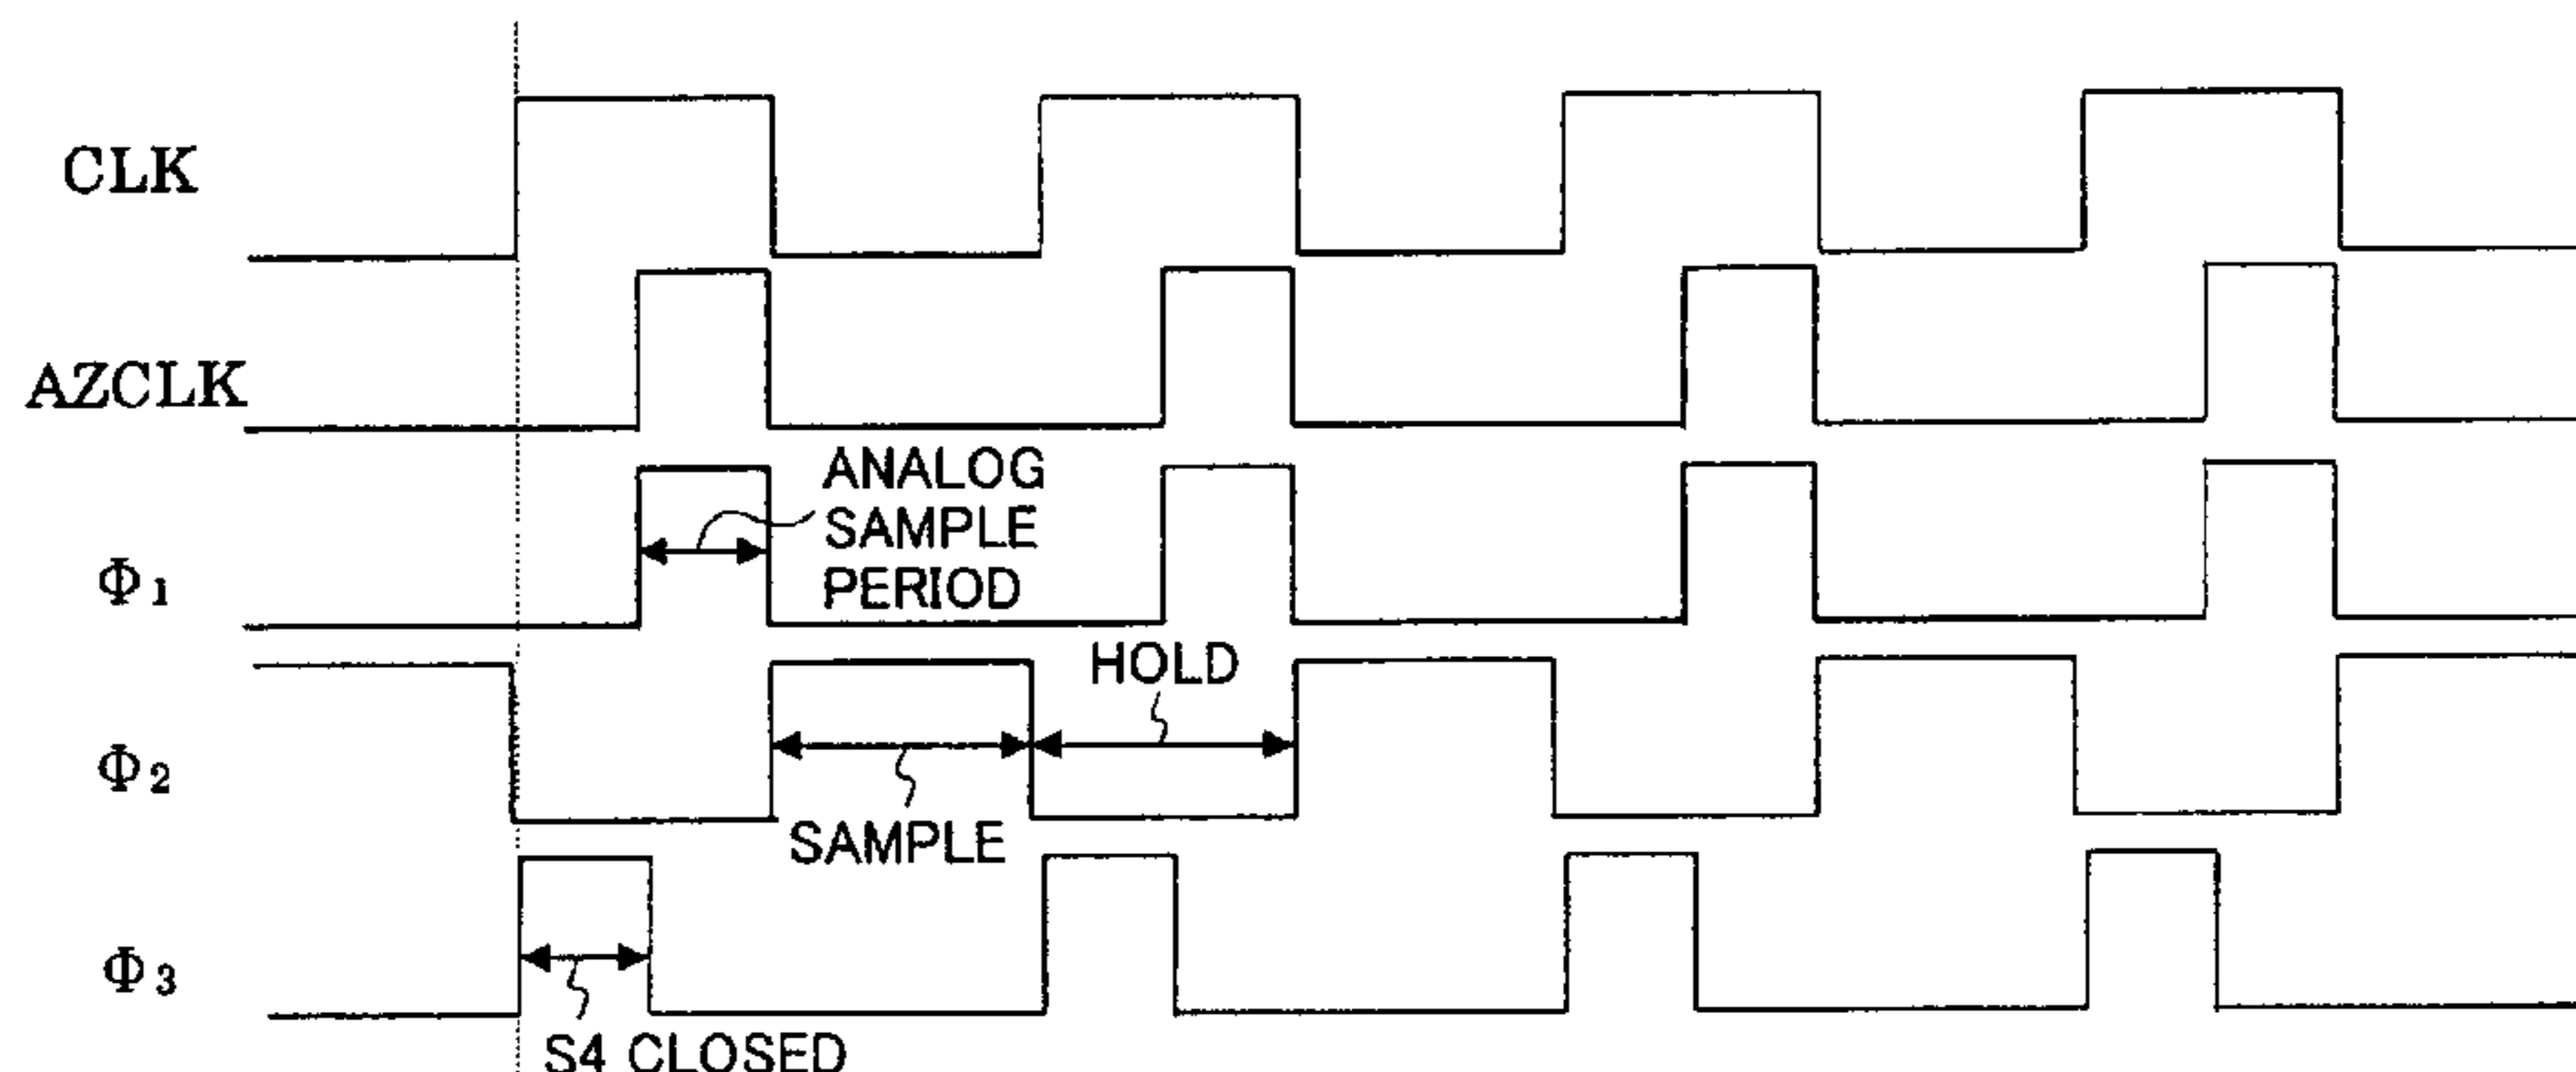 CLK
AZCLK
ANALOG
SAMPLE
PERIOD
Φ1
HOLD
Φ2
SAMPLE
Φ3
S4 CLOSED